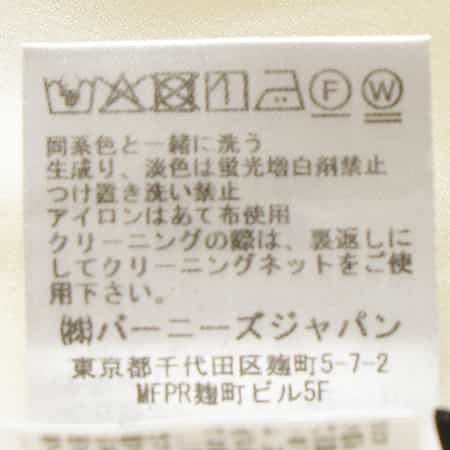 F W
同系色と一緒に洗う
生成り、淡色は蛍光増白剤禁止
つけ置き洗い禁止
アイロンはあて布使用
クリーニングの際は、裏返しに
してクリーニングネットをご使
用下さい。
㈱バーニーズジャパン
東京都千代田区麹町5-7-2
MFPR麹町ビル5F